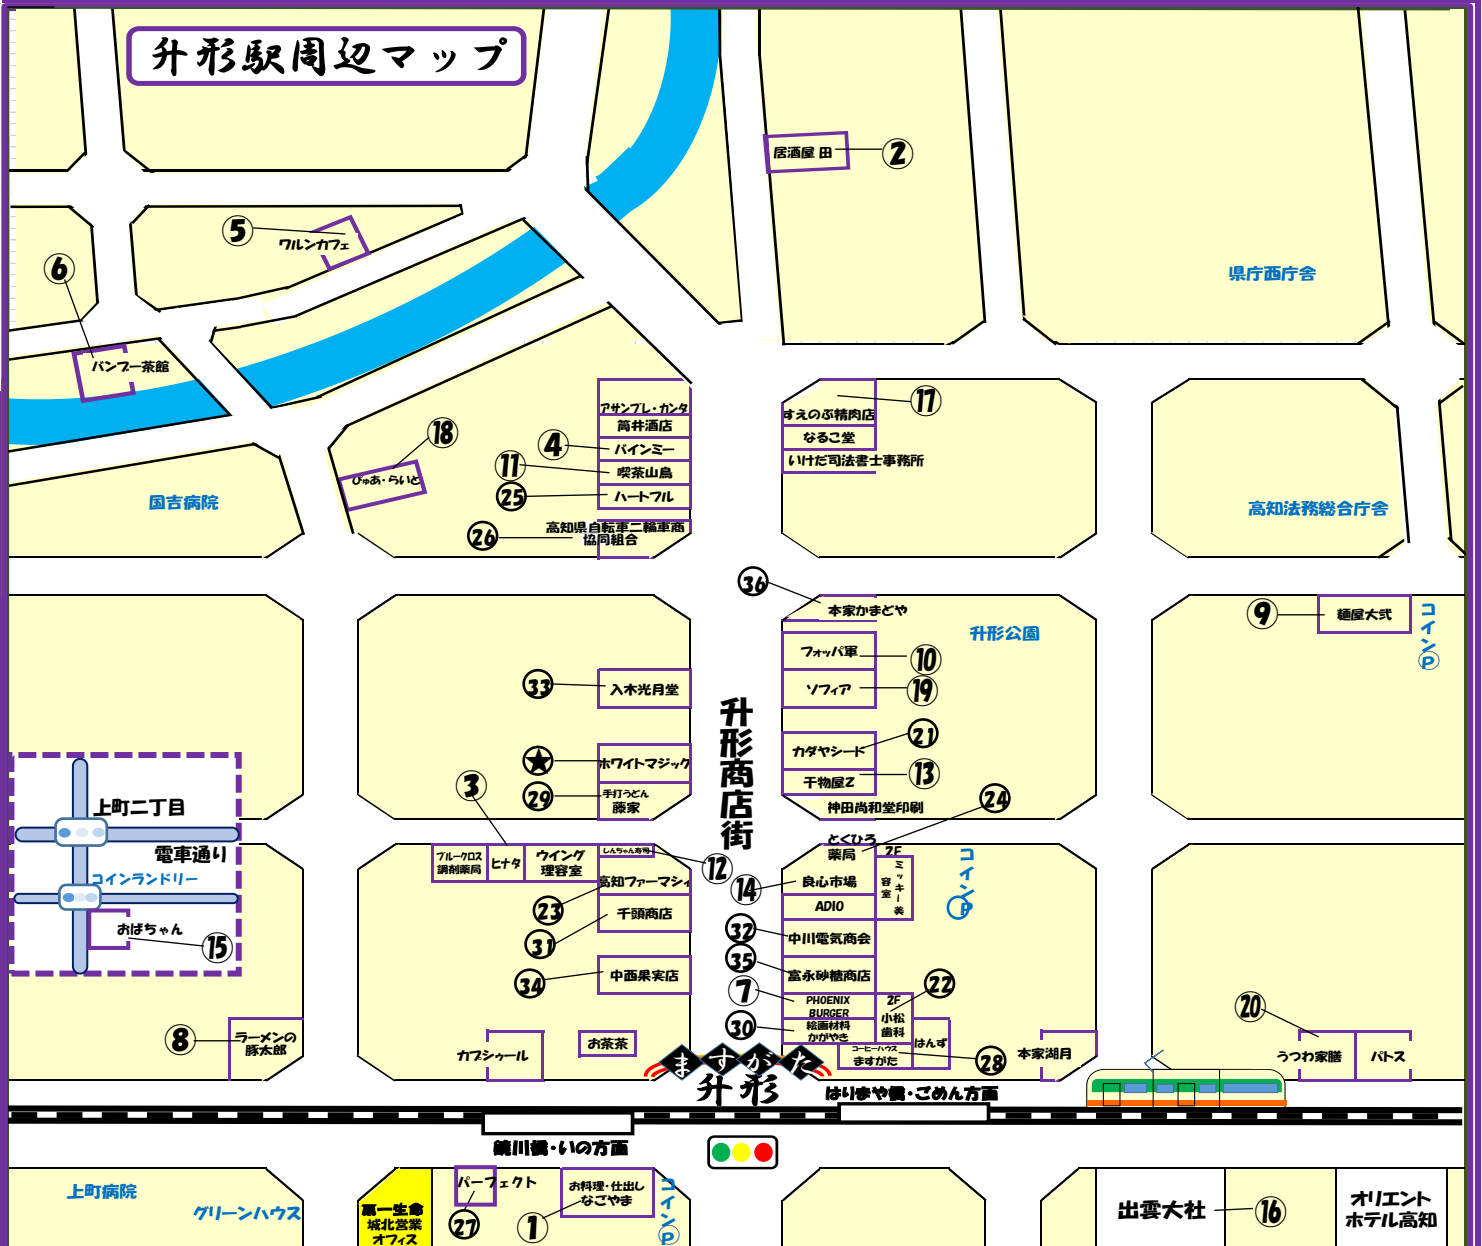 升形駅周辺マップ
居酒屋 田
2
5
ワルンカフェ
6
バンブー茶館
県庁西庁舎
国吉病院
18
ぴゅあ・らいと
アサンブレ・カンタ
筒井酒店
4
バインミー
11
喫茶山鳥
25
ハートフル
高知県自転車二輪車商
協同組合
26
17
すえのぶ精肉店
なるこ堂
いけだ司法書士事務所
高知法務総合庁舎
36
本家かまどや
升形公園
フォッパ軍
10
ソフィア
19
カダヤシード
21
干物屋Z
13
神田尚和堂印刷
24
9
麺屋大弐
コインP
33
入木光月堂
★
ホワイトマジック
29
手打うどん
藤家
升形商店街
上町二丁目
電車通り
コインランドリー
おばちゃん
15
3
ブルークロス
調剤薬局
ヒナタ
ウイング
理容室
しんちゃん寿司
12
高知ファーマシィ
23
千頭商店
31
中西果実店
34
とくひろ
薬局
2F
ミッキー美
容室
コインP
14
良心市場
ADIO
32
中川電気商会
35
富永砂糖商店
7
PHOENIX
BURGER
30
絵画材料
かがやき
2F
小松
歯科
22
はんず
コーヒーハウス
ますがた
28
本家湖月
20
うつわ家膳
バトス
8
ラーメンの
豚太郎
カプシゥール
お茶茶
ますがた
升形
はりまや橋・ごめん方面
鏡川橋・いの方面
上町病院
グリーンハウス
第一生命
城北営業
オフィス
パーフェクト
27
お料理・仕出し
なごやま
1
コインP
出雲大社
16
オリエント
ホテル高知